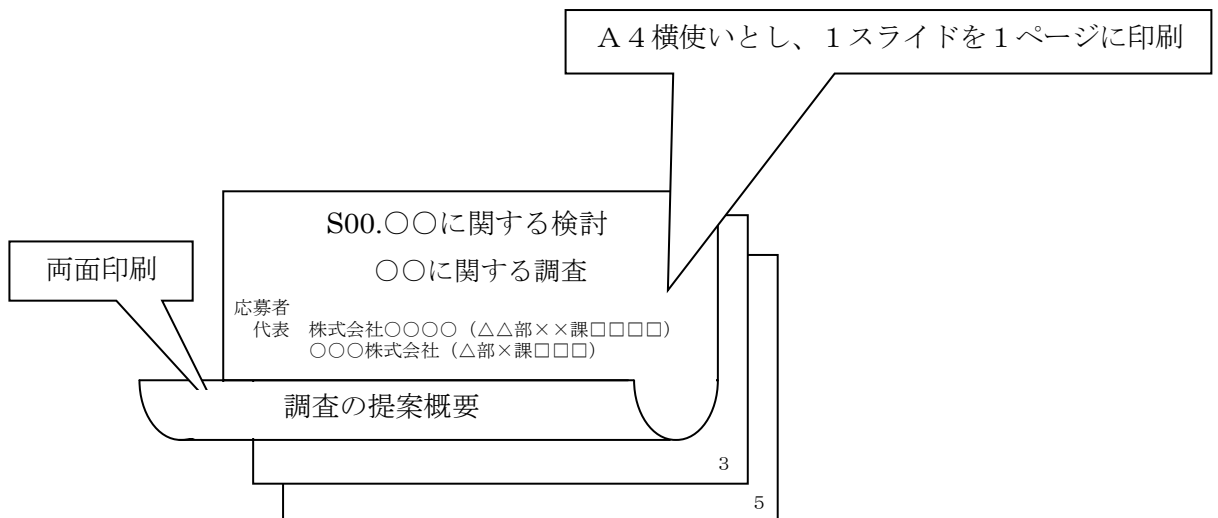 A４横使いとし、１スライドを１ページに印刷
S00.○○に関する検討
○○に関する調査
両面印刷
応募者
代表　株式会社○○○○（△△部××課□□□□）
○○○株式会社（△部×課□□□）
調査の提案概要
3
5